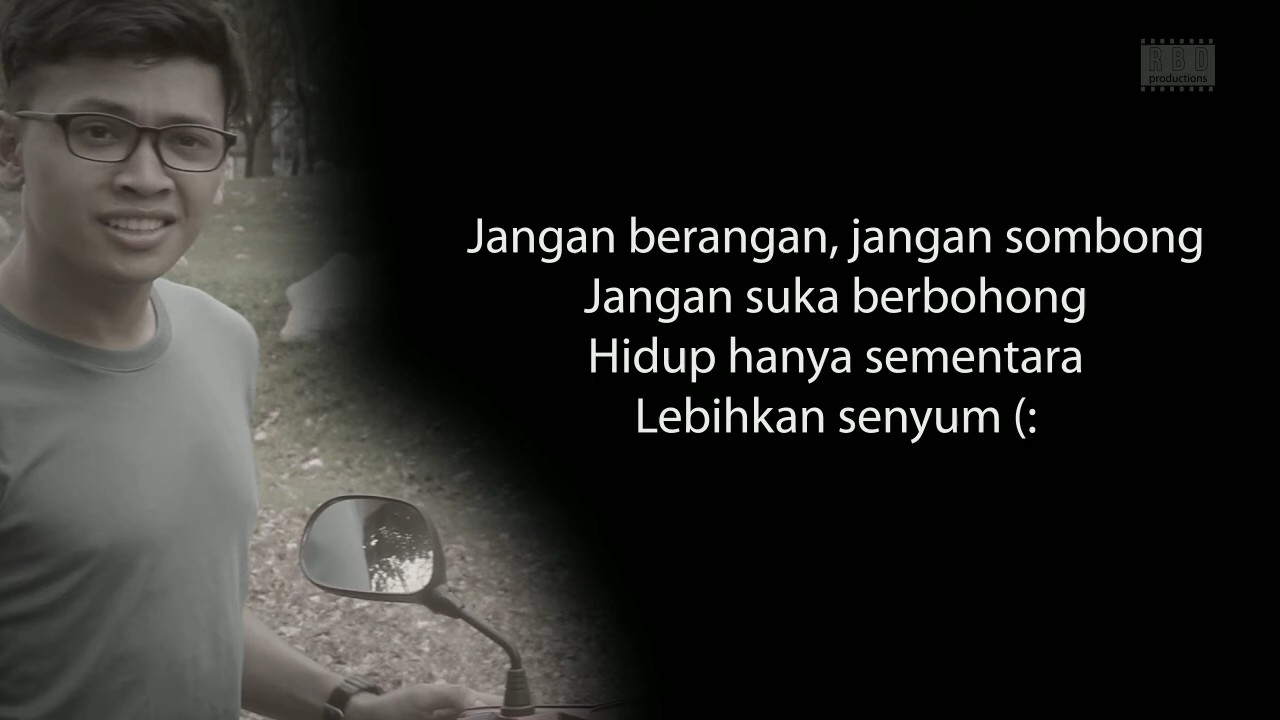 RBD
productions
Jangan berangan, jangan sombong
Jangan suka berbohong
Hidup hanya sementara
Lebihkan senyum (: